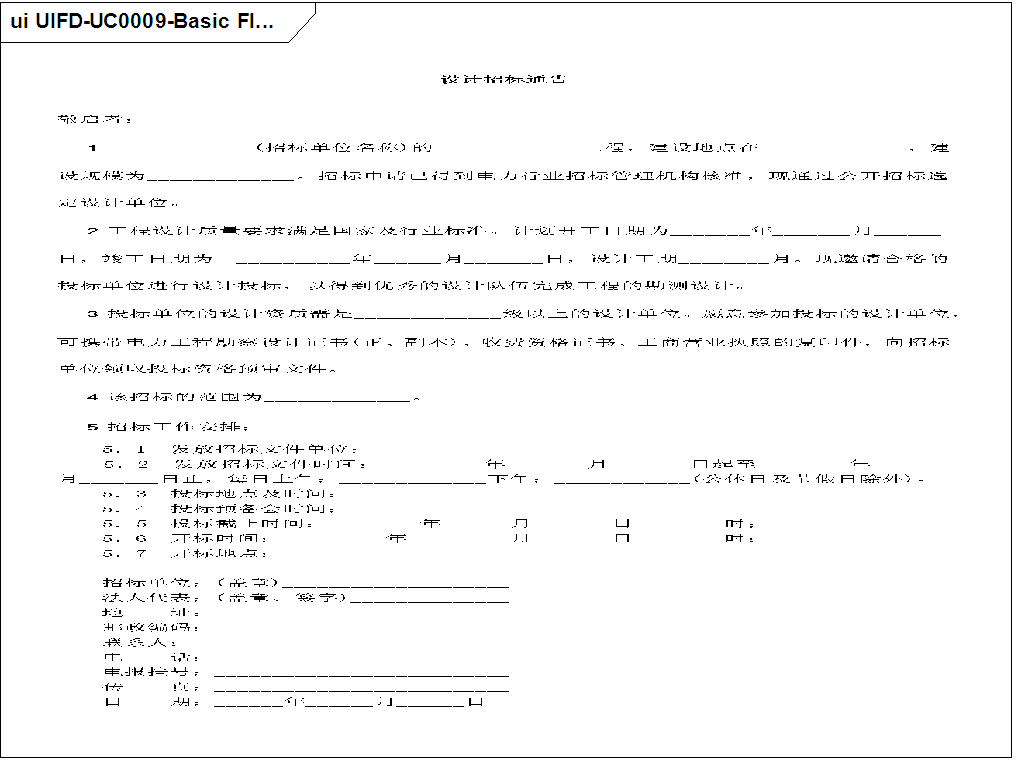 ui UIFD-UC0009-Basic Fl...
设计招标通告
敬启者：
1 （招标单位名称）的 程，建设地点在 ，建
设规模为_____________。招标申请已得到电力行业招标管理机构核准，现通过公开招标选
定设计单位。
2 工程设计质量要求满足国家及行业标准。计划开工日期为_______年_______月______
日，竣工日期为 __________年______月_______日，设计工期________月。现邀请合格的
投标单位进行设计投标，以得到优秀的设计队伍完成工程的勘测设计。
3 投标单位的设计资质需是_____________级以上的设计单位。愿意参加投标的设计单位，
可携带电力工程勘察设计证书（正、副本）、收费资格证书、工商营业执照的复印件，向招标
单位领取投标资格预审文件。
4 该招标的范围为_____________。
5 招标工作安排：
5．1 发放招标文件单位：
5．2 发放招标文件时间： 年 月 日起至 年
月_______日止，每日上午：_____________下午：____________（公休日及节假日除外）。
5．3 投标地点及时间：
5．4 投标预备会时间：
5．5 投标截止时间： 年 月 日 时；
5．6 开标时间： 年 月 日 时；
5．7 开标地点：
招标单位：（盖章）____________________
法人代表：（盖章、签字）______________
地 址：
邮政编码：
联系人：
电 话：
电报挂号：__________________________
传 真：__________________________
日 期：______年______月______日